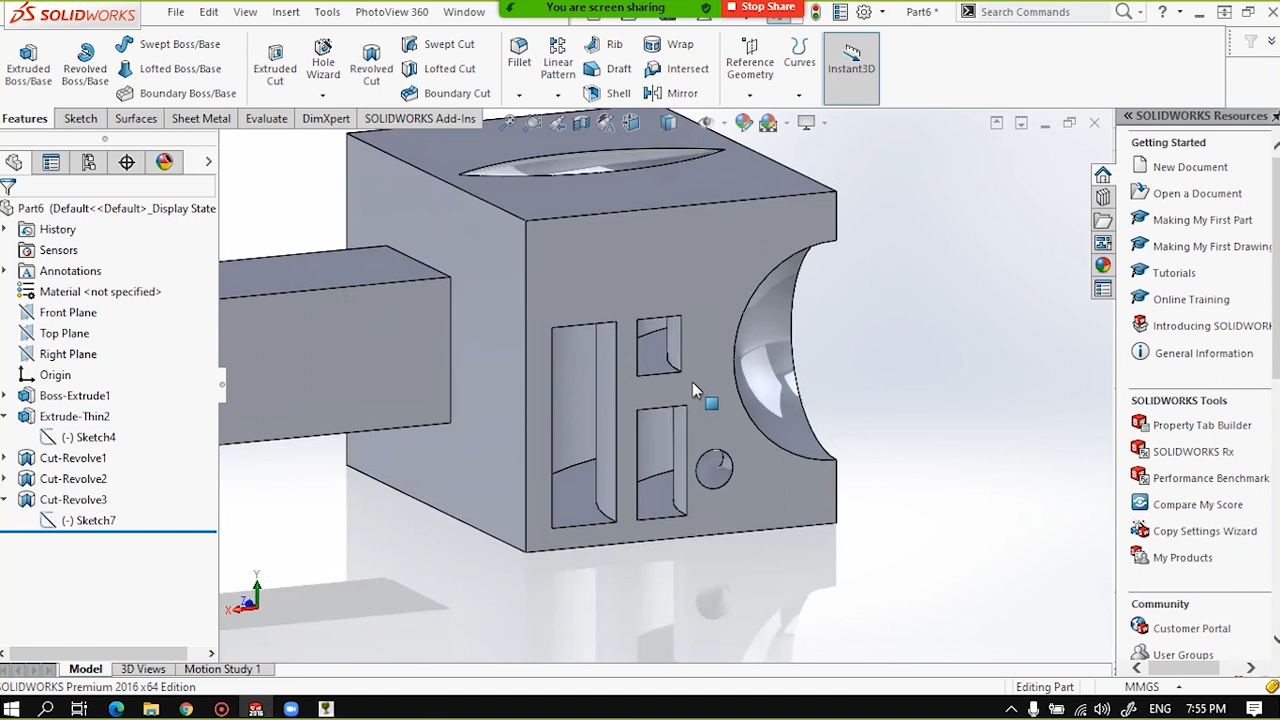 SOLIDWORKS
File Edit View Insert Tools PhotoView 360 Window
You are screen sharing
Stop Share
Part6 *
Search Commands
Extruded Boss/Base
Revolved Boss/Base
Swept Boss/Base
Lofted Boss/Base
Boundary Boss/Base
Extruded Cut
Hole Wizard
Revolved Cut
Swept Cut
Lofted Cut
Boundary Cut
Fillet
Linear Pattern
Rib
Draft
Shell
Wrap
Intersect
Mirror
Reference Geometry
Curves
Instant3D
Features Sketch Surfaces Sheet Metal Evaluate DimXpert SOLIDWORKS Add-Ins
Part6 (Default<<Default>_Display State
History
Sensors
Annotations
Material <not specified>
Front Plane
Top Plane
Right Plane
Origin
Boss-Extrude1
Extrude-Thin2
(-) Sketch4
Cut-Revolve1
Cut-Revolve2
Cut-Revolve3
(-) Sketch7
Y
X
Z
SOLIDWORKS Resources
Getting Started
New Document
Open a Document
Making My First Part
Making My First Drawing
Tutorials
Online Training
Introducing SOLIDWOR
General Information
SOLIDWORKS Tools
Property Tab Builder
SOLIDWORKS Rx
Performance Benchmark
Compare My Score
Copy Settings Wizard
My Products
Community
Customer Portal
User Groups
Model 3D Views Motion Study 1
SOLIDWORKS Premium 2016 x64 Edition
Editing Part
MMGS
ENG
7:55 PM